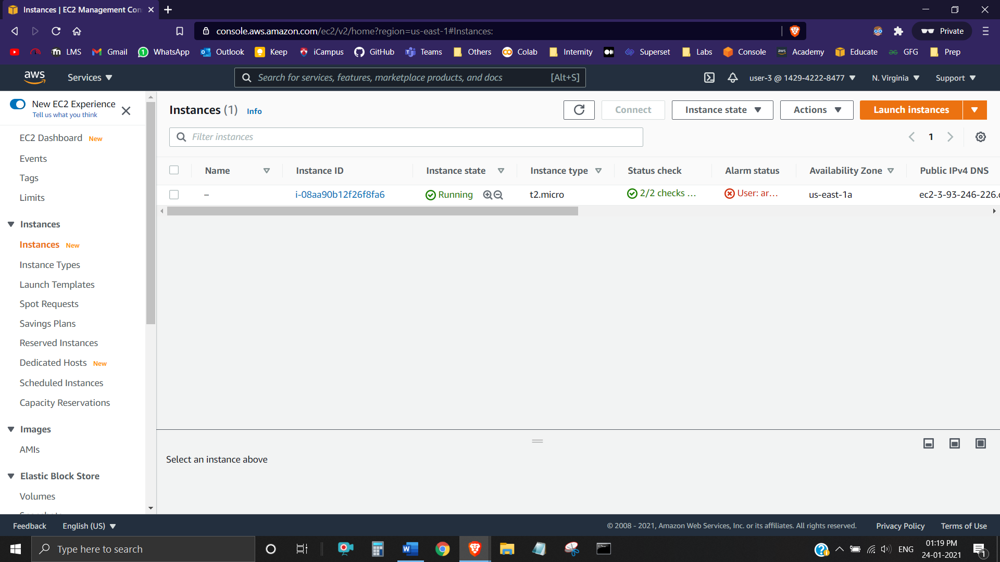 Instances | EC2 Management Con
console.aws.amazon.com/ec2/v2/home?region=us-east-1#Instances:
Private
LMS Gmail WhatsApp Outlook Keep iCampus GitHub Teams Others Colab Internity Superset Labs Console Academy Educate GFG Prep
aws Services Search for services, features, marketplace products, and docs [Alt+S] user-3 @ 1429-4222-8477 N. Virginia Support
New EC2 Experience
Tell us what you think
EC2 Dashboard New
Events
Tags
Limits
Instances
Instances New
Instance Types
Launch Templates
Spot Requests
Savings Plans
Reserved Instances
Dedicated Hosts New
Scheduled Instances
Capacity Reservations
Images
AMIs
Elastic Block Store
Volumes
Instances (1) Info
Connect Instance state Actions Launch instances
Filter instances
1
Name Instance ID Instance state Instance type Status check Alarm status Availability Zone Public IPv4 DNS
– i-08aa90b12f26f8fa6 Running t2.micro 2/2 checks ... User: ar... us-east-1a ec2-3-93-246-226.c
Select an instance above
Feedback English (US) © 2008 - 2021, Amazon Web Services, Inc. or its affiliates. All rights reserved. Privacy Policy Terms of Use
Type here to search
ENG
01:19 PM
24-01-2021
1